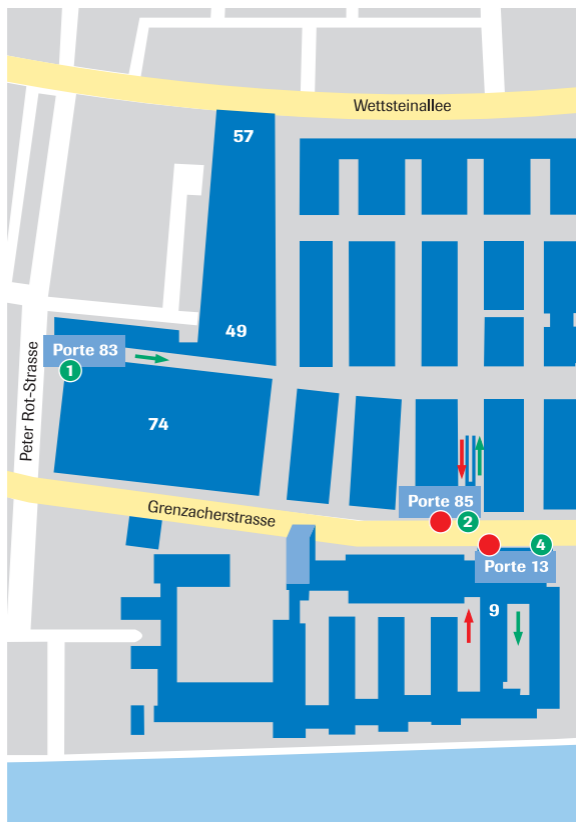 Wettsteinallee
57
49
Porte 83
1
Peter Rot-Strasse
74
Grenzacherstrasse
Porte 85
2
4
Porte 13
9